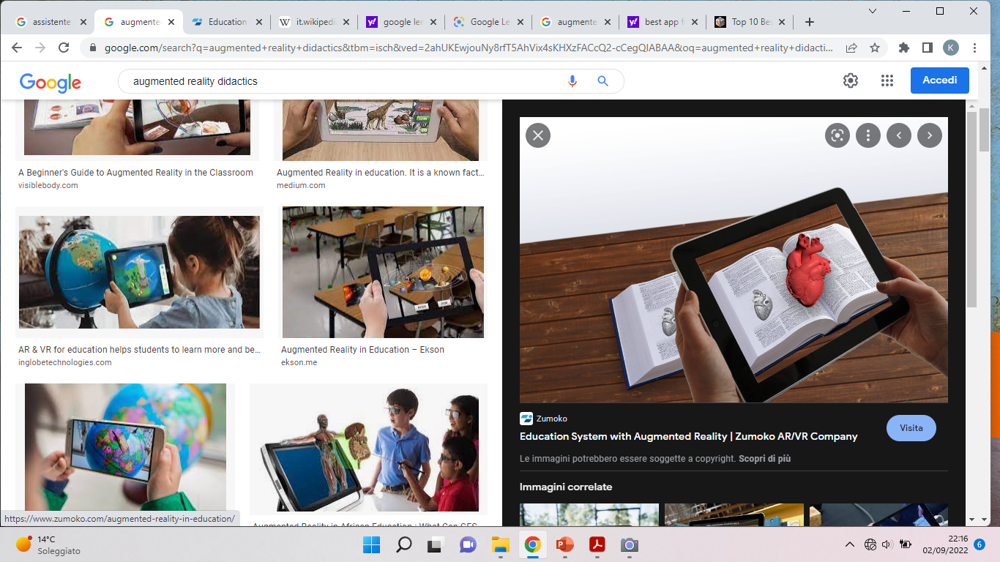 assistente
augmente
Education
it.wikipedi
google len
Google Le
augmente
best app f
Top 10 Bes
google.com/search?q=augmented+reality+didactics&tbm=isch&ved=2ahUKEwjouNy8rfT5AhVix4sKHXzFACcQ2-cCegQIABAA&oq=augmented+reality+didacti...
K
Google
augmented reality didactics
Accedi
A Beginner's Guide to Augmented Reality in the Classroom
visiblebody.com
Augmented Reality in education. It is a known fact...
medium.com
AR & VR for education helps students to learn more and be...
inglobetechnologies.com
Augmented Reality in Education – Ekson
ekson.me
Zumoko
Education System with Augmented Reality | Zumoko AR/VR Company
Visita
Le immagini potrebbero essere soggette a copyright. Scopri di più
Immagini correlate
Augmented Reality in African Education : What Can GES
https://www.zumoko.com/augmented-reality-in-education/
14°C
Soleggiato
22:16
02/09/2022
6